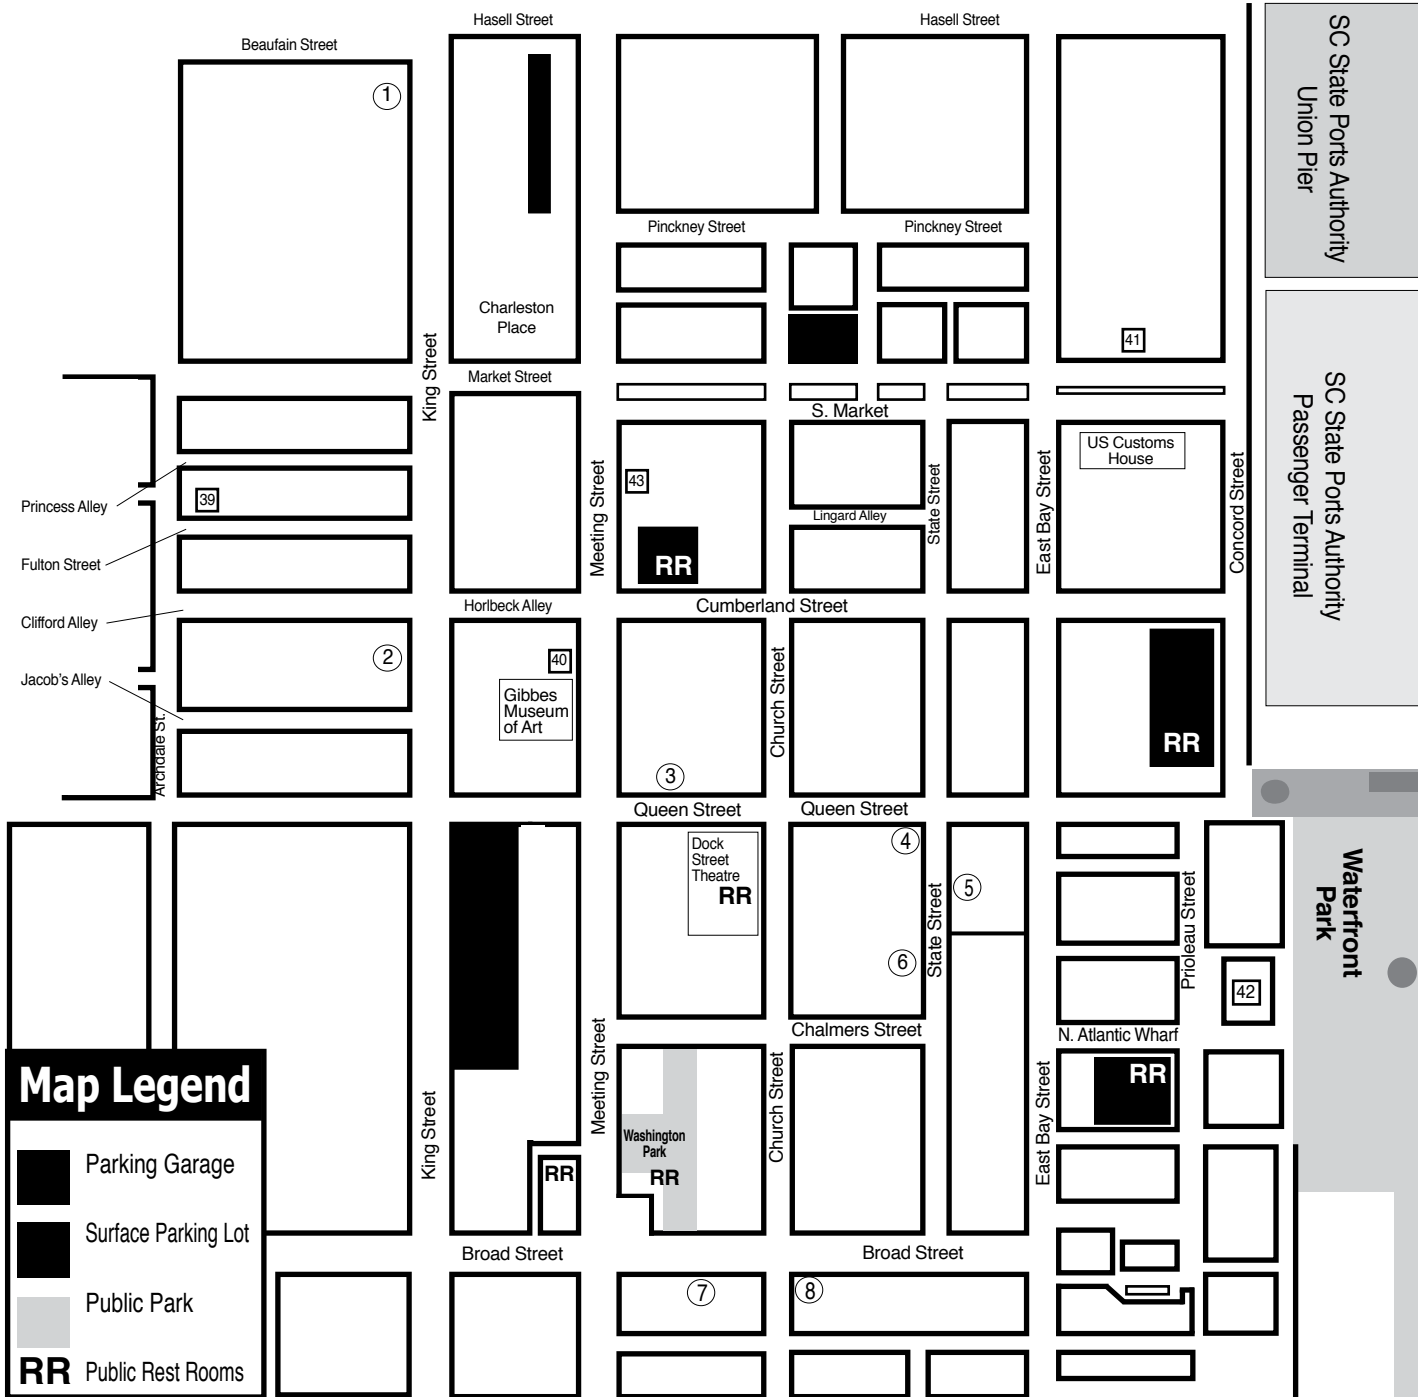 Hasell Street
Hasell Street
Beaufain Street
SC State Ports Authority
Union Pier
1
Pinckney Street
Pinckney Street
Charleston
Place
King Street
41
Market Street
S. Market
SC State Ports Authority
Passenger Terminal
US Customs
House
Princess Alley
39
43
Meeting Street
State Street
East Bay Street
Concord Street
Lingard Alley
Fulton Street
RR
Horlbeck Alley
Cumberland Street
Clifford Alley
2
40
Church Street
Jacob's Alley
Gibbes
Museum
of Art
Archdale St.
RR
3
Queen Street
Queen Street
Dock
Street
Theatre
RR
4
5
6
State Street
Prioleau Street
Waterfront
Park
42
Chalmers Street
N. Atlantic Wharf
Map Legend
Parking Garage
Surface Parking Lot
Public Park
RR Public Rest Rooms
King Street
Meeting Street
Washington
Park
RR
RR
Church Street
East Bay Street
RR
Broad Street
Broad Street
7
8